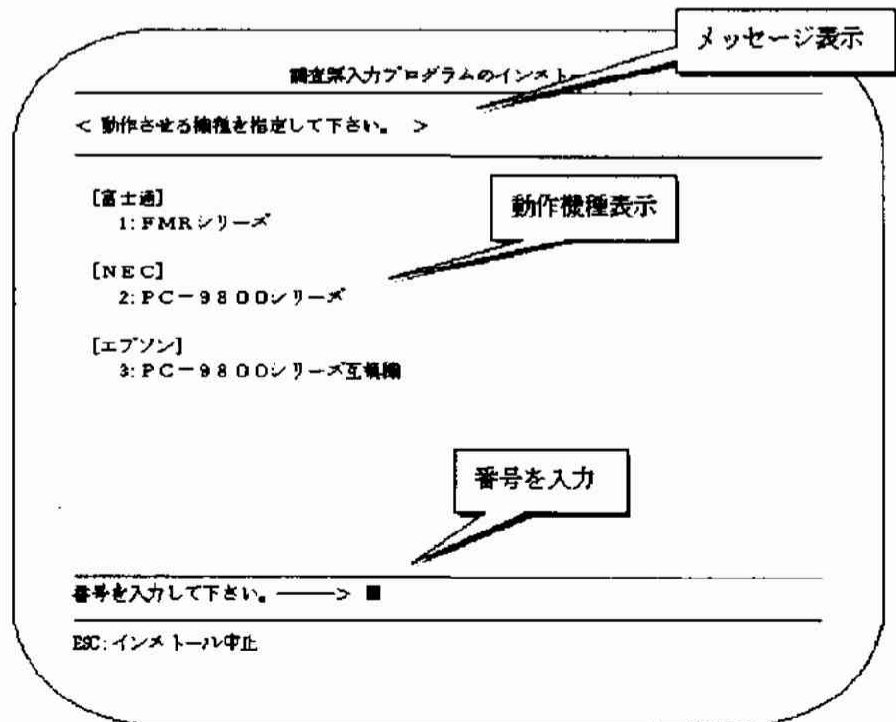 メッセージ表示
調査票入力プログラムのインストー
< 動作させる機種を指定して下さい。 >
[富士通]
1:FMRシリーズ
動作機種表示
[NEC]
2:PC-9800シリーズ
[エプソン]
3:PC-9800シリーズ互換機
番号を入力
番号を入力して下さい。 ───> ■
ESC:インストール中止